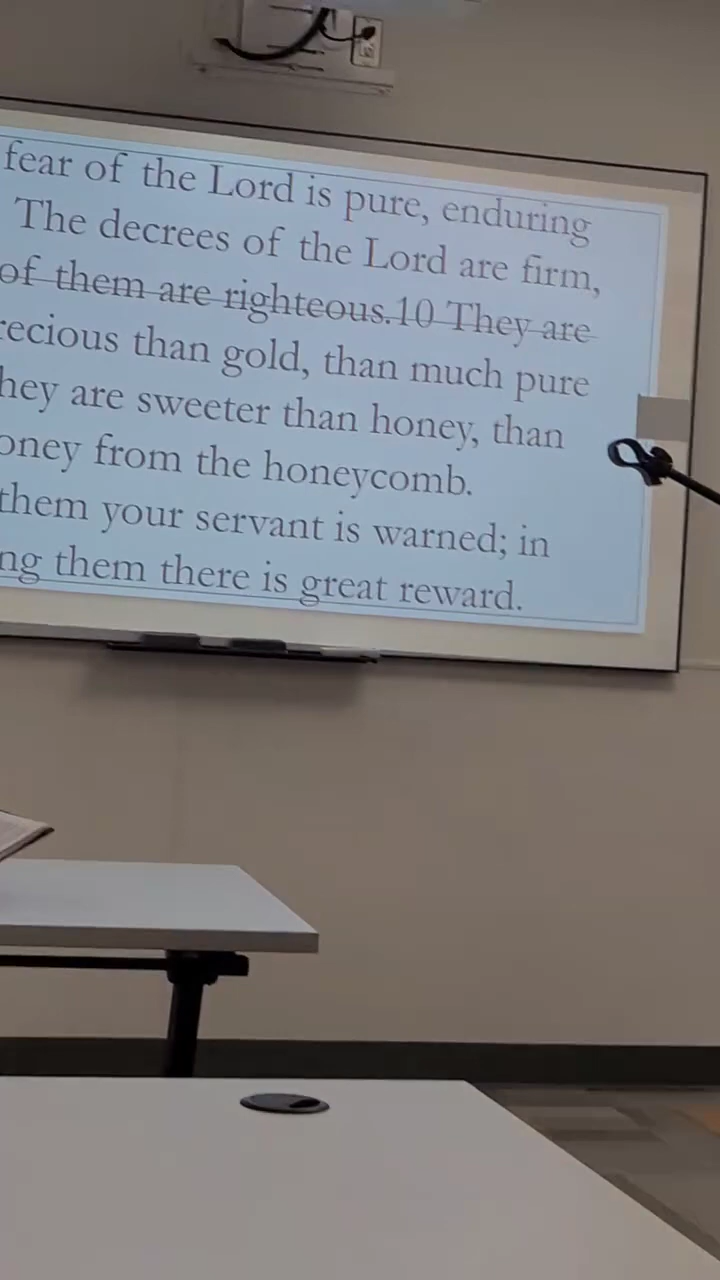 fear of the Lord is pure, enduring
The decrees of the Lord are firm,
of them are righteous.10 They are
recious than gold, than much pure
hey are sweeter than honey, than
oney from the honeycomb.
them your servant is warned; in
ng them there is great reward.